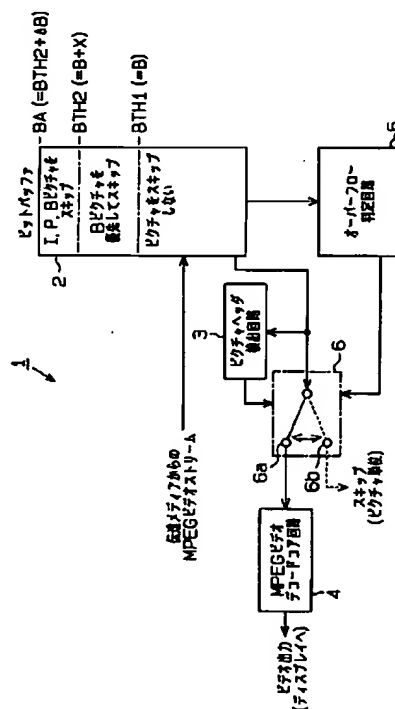 1
ビットバッファ
BA (=BTH2+δB)
BTH2 (=B+X)
BTH1 (=B)
I, P, Bピクチャを
スキップ
Bピクチャを
優先してスキップ
ピクチャをスキップ
しない
2
伝達メディアからの
MPEGビデオストリーム
5
オーバーフロー
判定回路
3
ピクチャヘッダ
検出回路
6
6a
6b
スキップ
(ピクチャ単位)
MPEGビデオ
デコードコア回路
4
ビデオ出力
(ディスプレイへ)